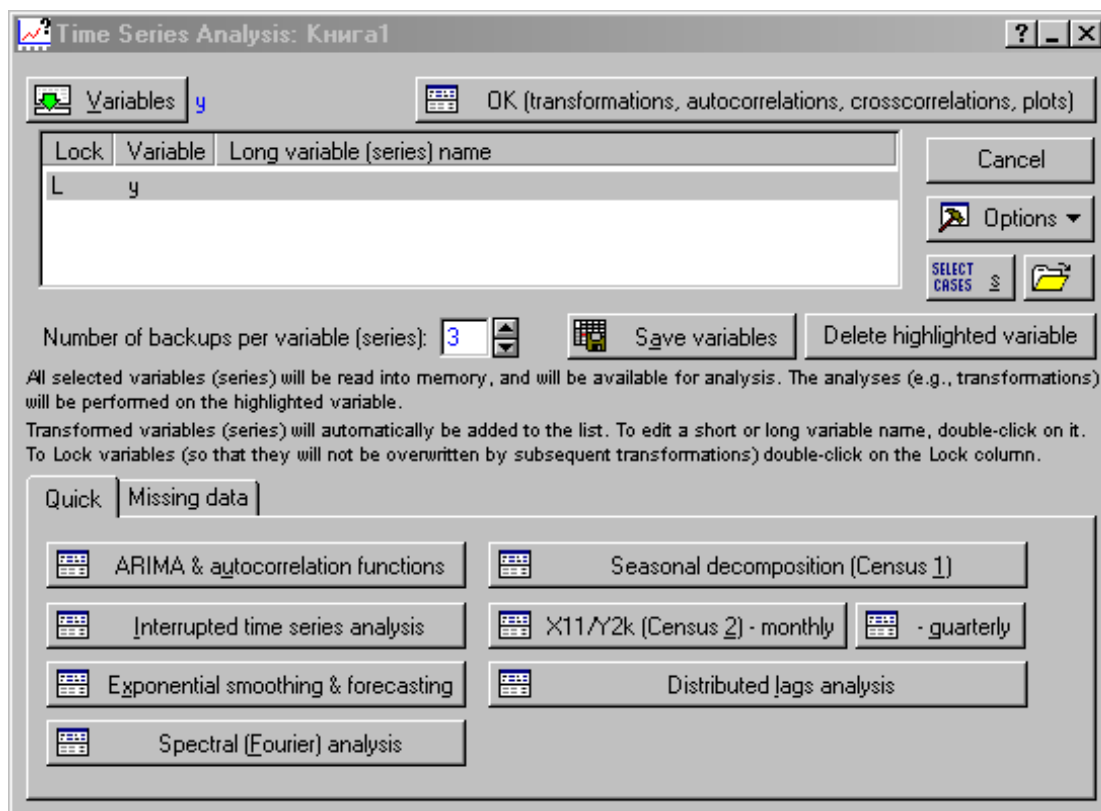 Time Series Analysis: Книга1
Variables y
OK (transformations, autocorrelations, crosscorrelations, plots)
Lock Variable Long variable (series) name
L y
Cancel
Options
SELECT CASES S
Number of backups per variable (series): 3
Save variables
Delete highlighted variable
All selected variables (series) will be read into memory, and will be available for analysis. The analyses (e.g., transformations)
will be performed on the highlighted variable.
Transformed variables (series) will automatically be added to the list. To edit a short or long variable name, double-click on it.
To Lock variables (so that they will not be overwritten by subsequent transformations) double-click on the Lock column.
Quick Missing data
ARIMA & autocorrelation functions
Seasonal decomposition (Census 1)
Interrupted time series analysis
X11/Y2k (Census 2) - monthly
- quarterly
Exponential smoothing & forecasting
Distributed lags analysis
Spectral (Fourier) analysis